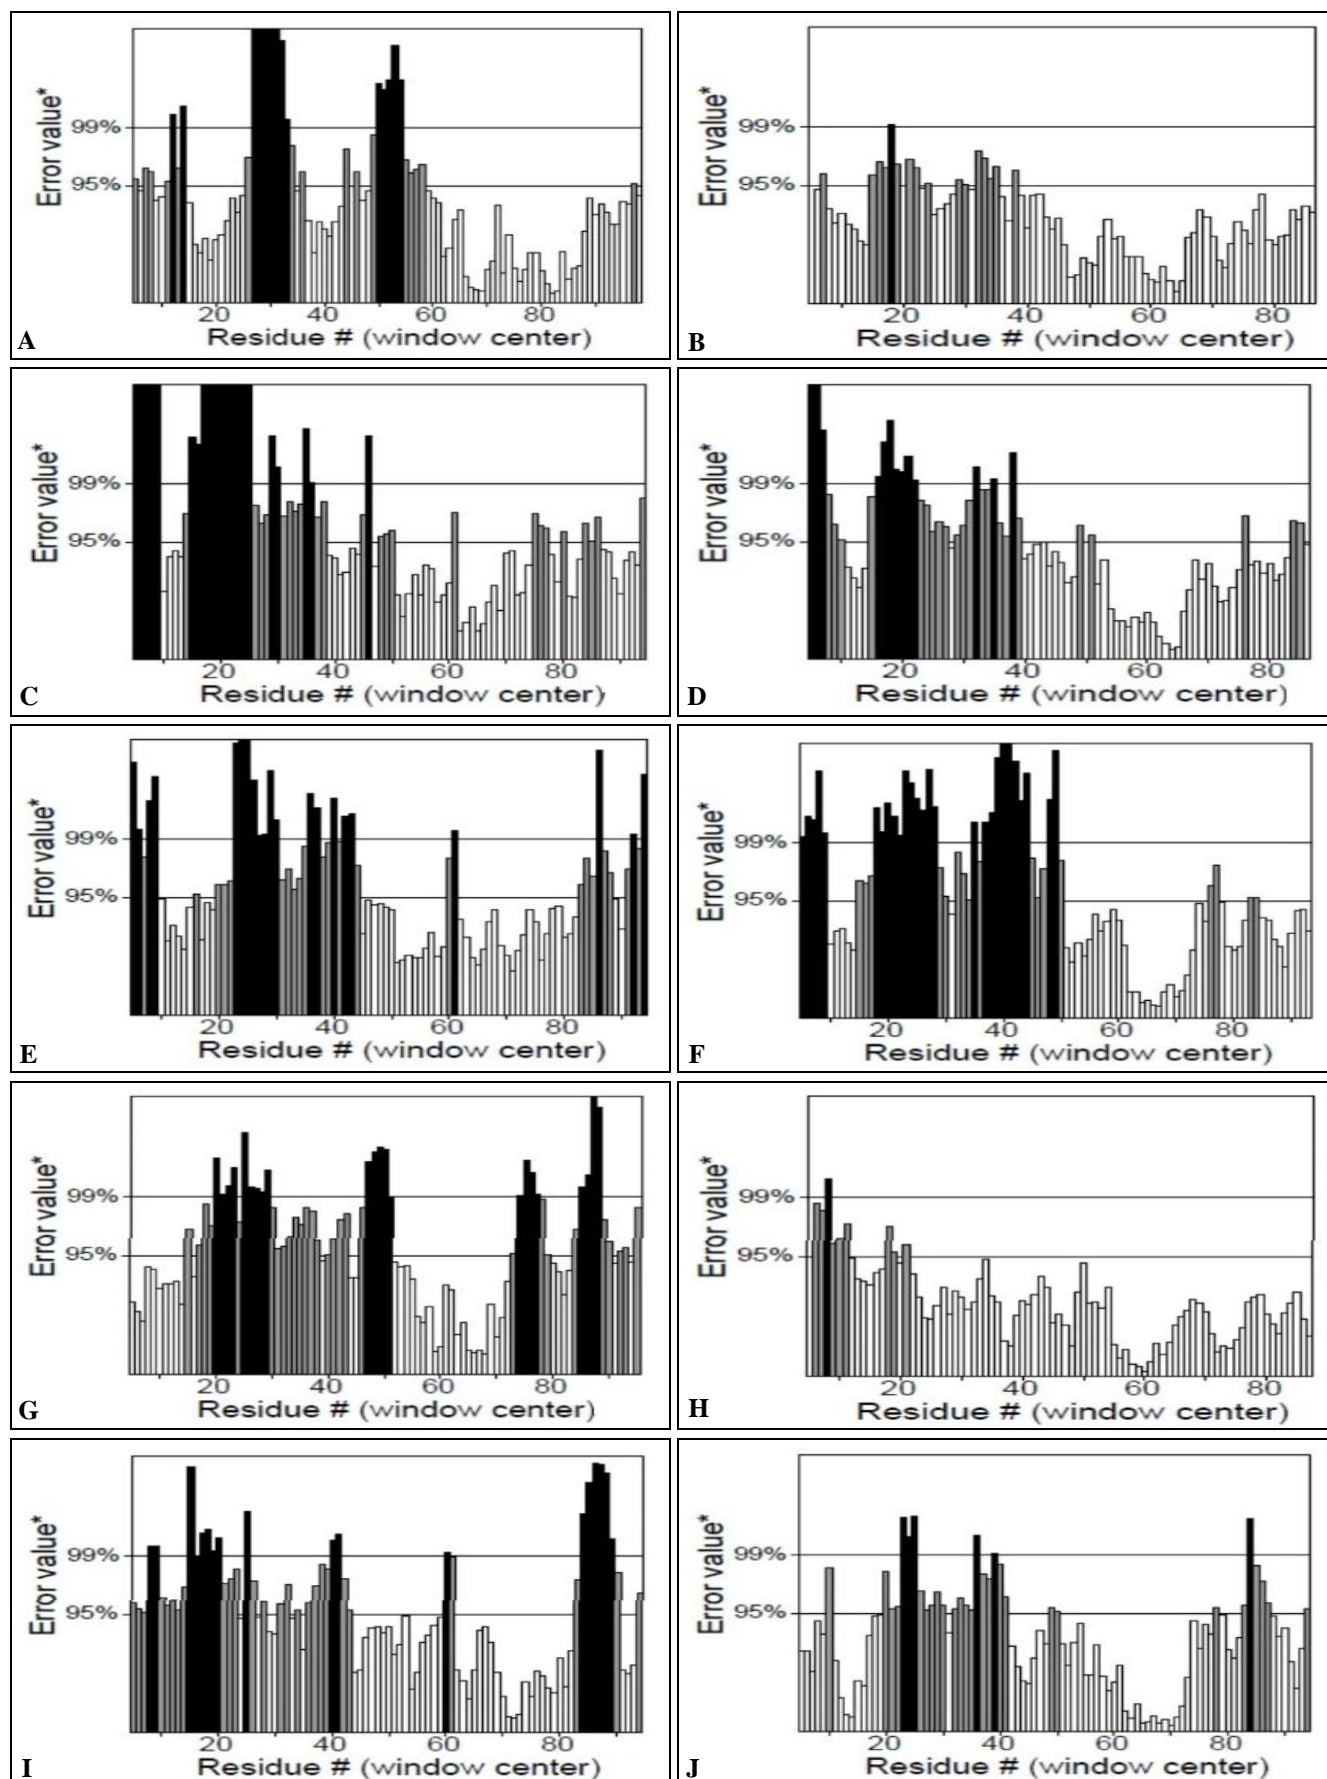 Error value*
99%
95%
20 40 60 80
Residue # (window center)
A
Error value*
99%
95%
20 40 60 80
Residue # (window center)
B
Error value*
99%
95%
20 40 60 80
Residue # (window center)
C
Error value*
99%
95%
20 40 60 80
Residue # (window center)
D
Error value*
99%
95%
20 40 60 80
Residue # (window center)
E
Error value*
99%
95%
20 40 60 80
Residue # (window center)
F
Error value*
99%
95%
20 40 60 80
Residue # (window center)
G
Error value*
99%
95%
20 40 60 80
Residue # (window center)
H
Error value*
99%
95%
20 40 60 80
Residue # (window center)
I
Error value*
99%
95%
20 40 60 80
Residue # (window center)
J